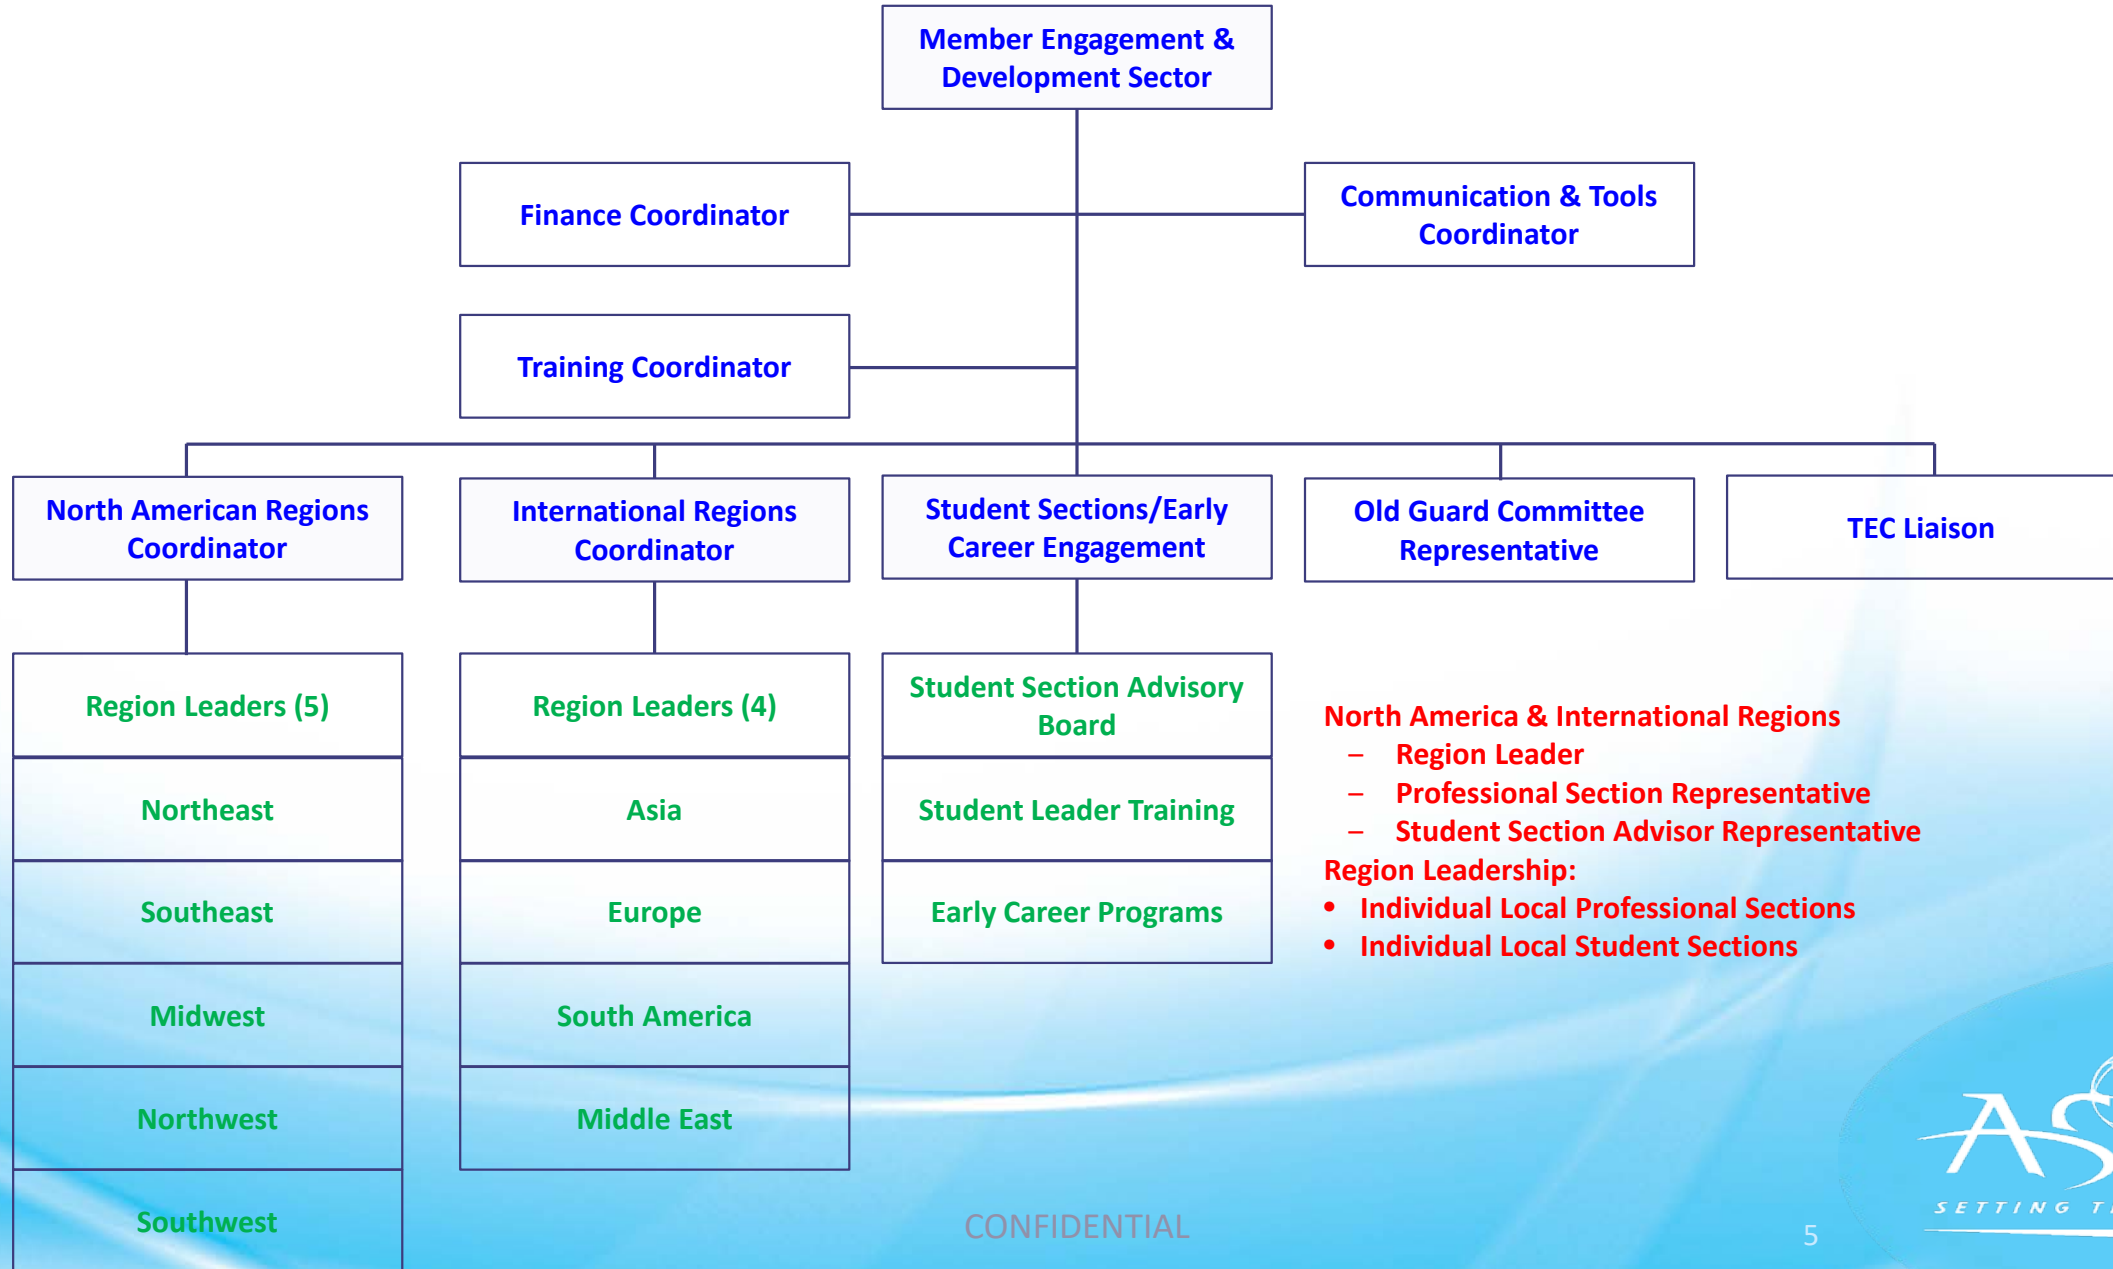 Member Engagement &
Development Sector
Finance Coordinator
Communication & Tools
Coordinator
Training Coordinator
North American Regions
Coordinator
International Regions
Coordinator
Student Sections/Early
Career Engagement
Old Guard Committee
Representative
TEC Liaison
Region Leaders (5)
Northeast
Southeast
Midwest
Northwest
Southwest
Region Leaders (4)
Asia
Europe
South America
Middle East
Student Section Advisory
Board
Student Leader Training
Early Career Programs
North America & International Regions
– Region Leader
– Professional Section Representative
– Student Section Advisor Representative
Region Leadership:
• Individual Local Professional Sections
• Individual Local Student Sections
CONFIDENTIAL
5
AS
SETTING T